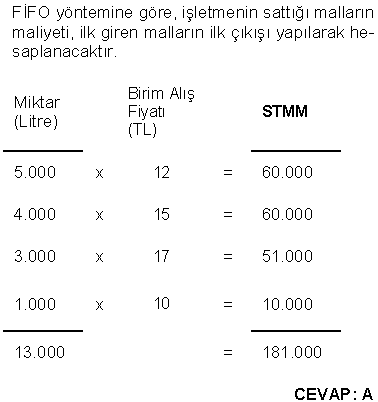 FİFO yöntemine göre, işletmenin sattığı malların
maliyeti, ilk giren malların ilk çıkışı yapılarak he-
saplanacaktır.
Miktar (Litre) Birim Alış Fiyatı (TL) STMM
5.000 x 12 = 60.000
4.000 x 15 = 60.000
3.000 x 17 = 51.000
1.000 x 10 = 10.000
13.000 = 181.000
CEVAP: A